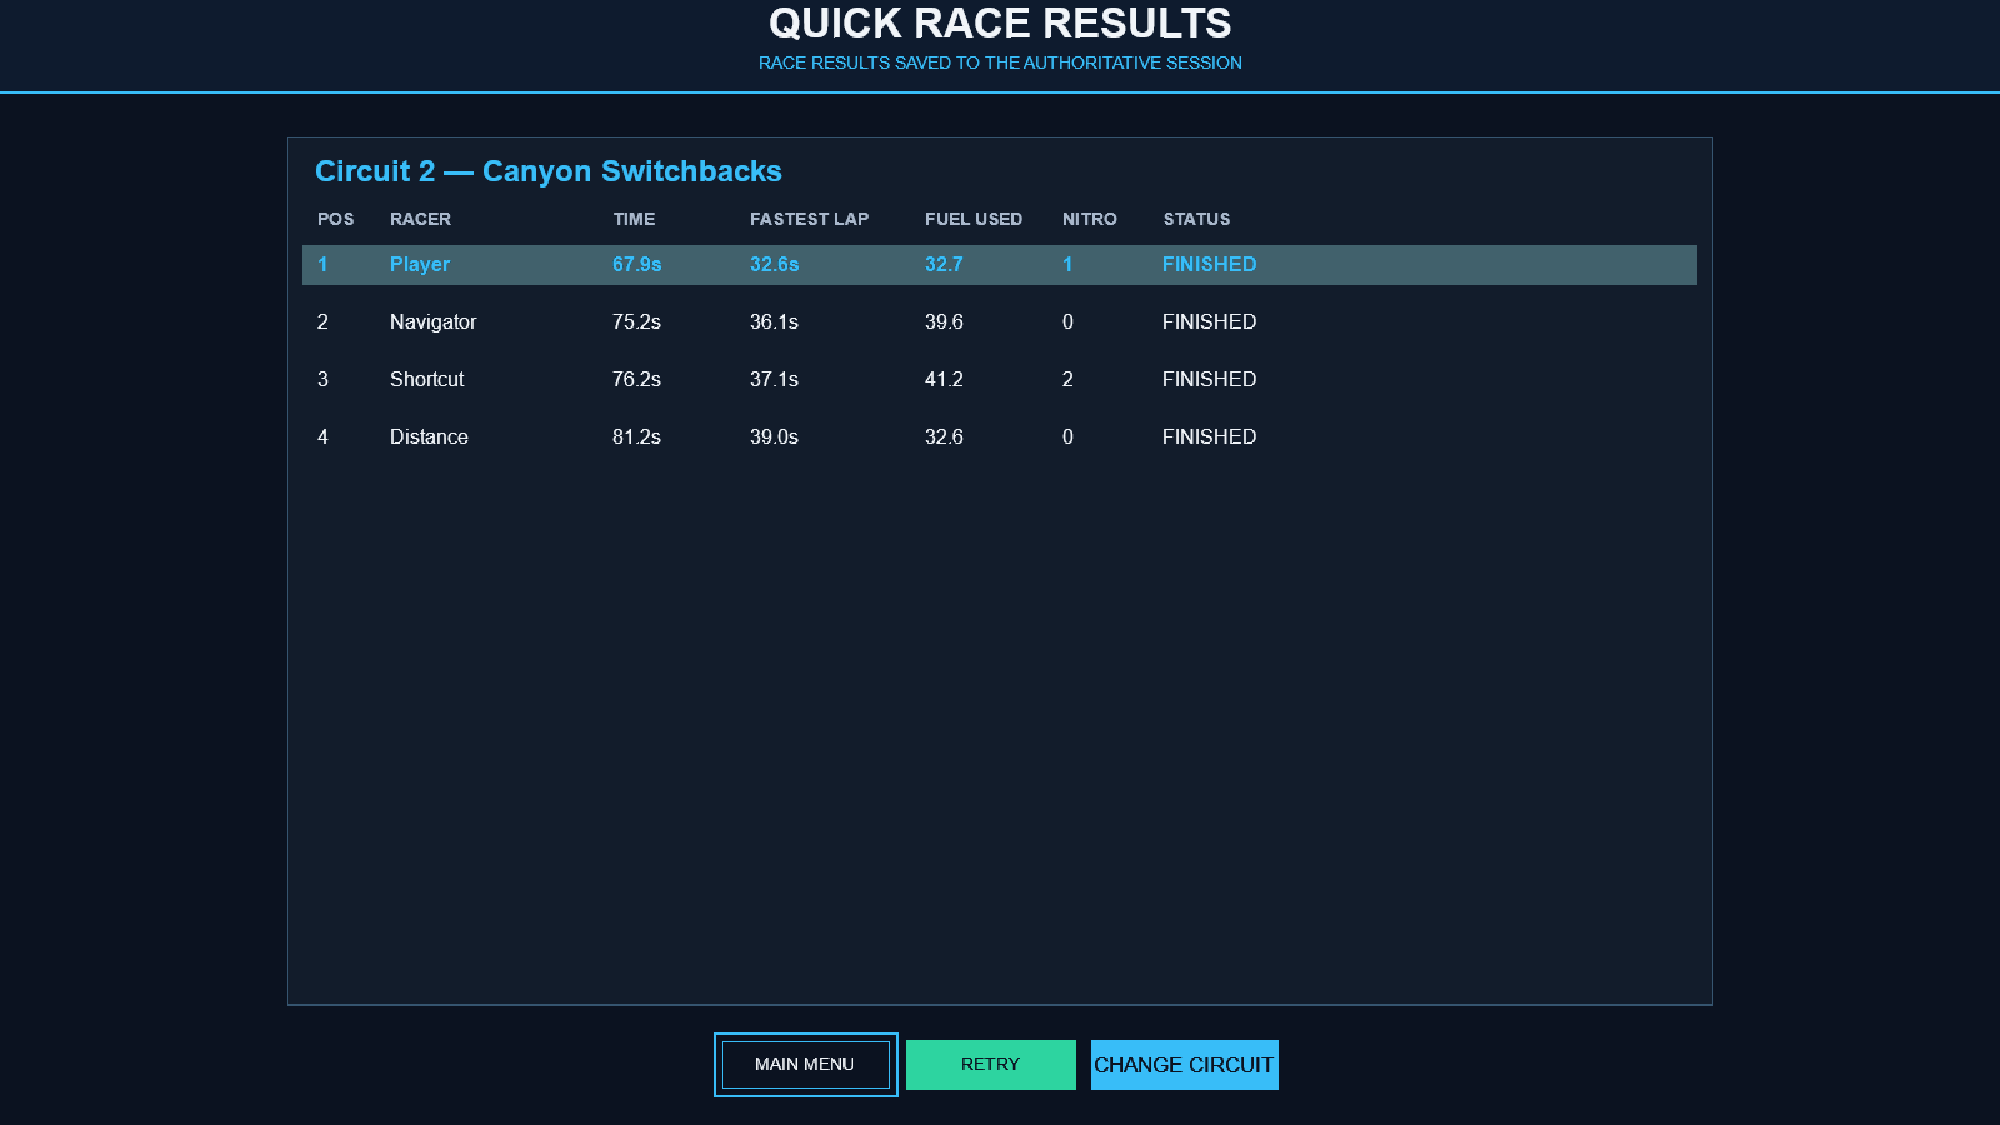 QUICK RACE RESULTS
RACE RESULTS SAVED TO THE AUTHORITATIVE SESSION
Circuit 2 — Canyon Switchbacks
POS RACER TIME FASTEST LAP FUEL USED NITRO STATUS
1 Player 67.9s 32.6s 32.7 1 FINISHED
2 Navigator 75.2s 36.1s 39.6 0 FINISHED
3 Shortcut 76.2s 37.1s 41.2 2 FINISHED
4 Distance 81.2s 39.0s 32.6 0 FINISHED
MAIN MENU RETRY CHANGE CIRCUIT